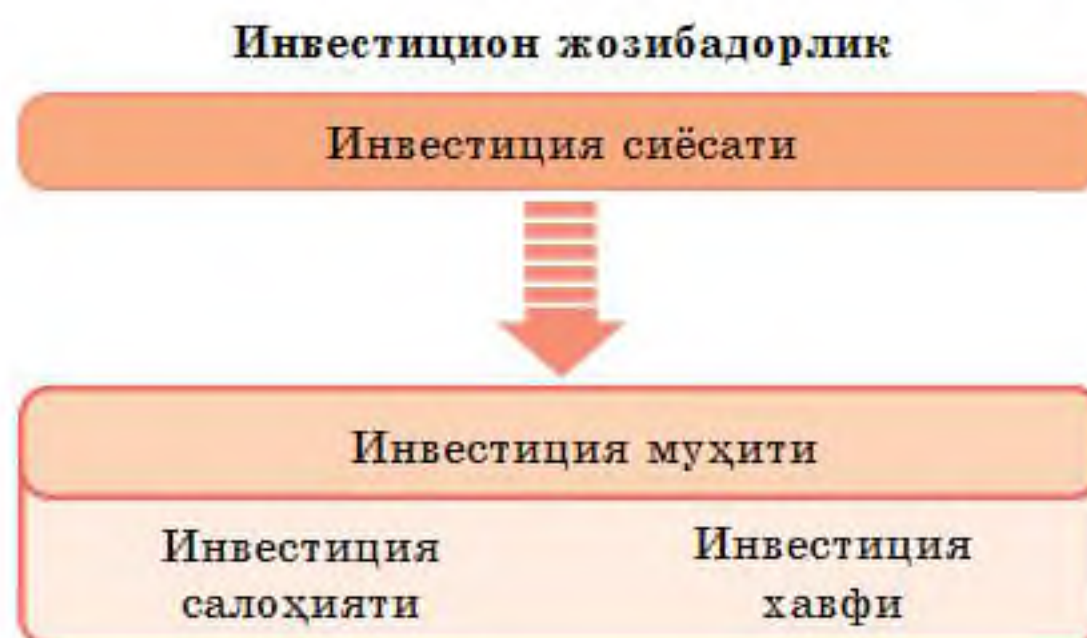 Инвестицион жозибадорлик
Инвестиция сиёсати
Инвестиция муҳити
Инвестиция
салоҳияти
Инвестиция
хавфи